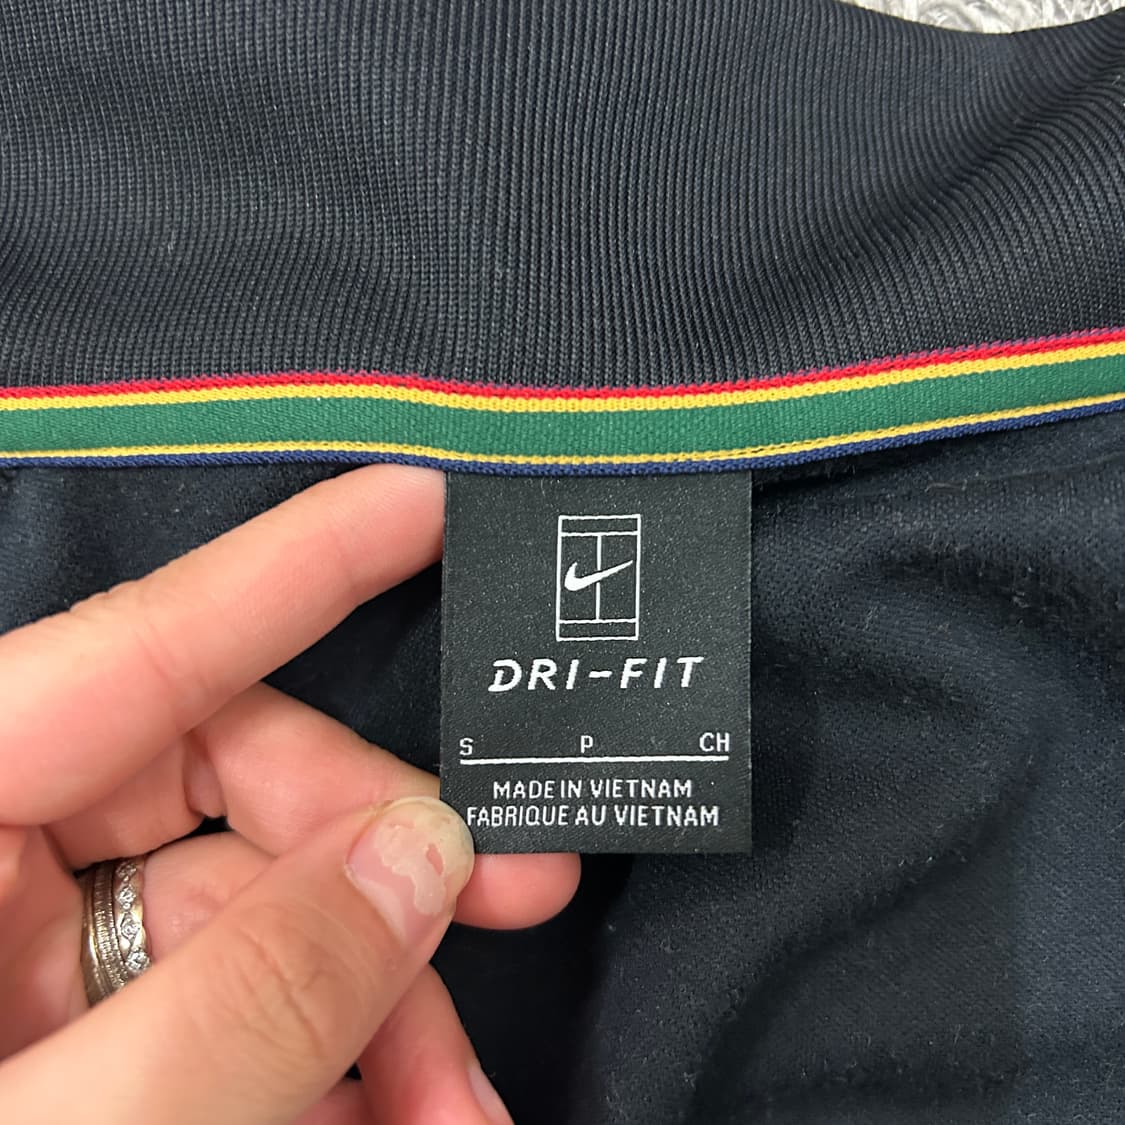 DRI-FIT
S P CH
MADE IN VIETNAM
FABRIQUE AU VIETNAM